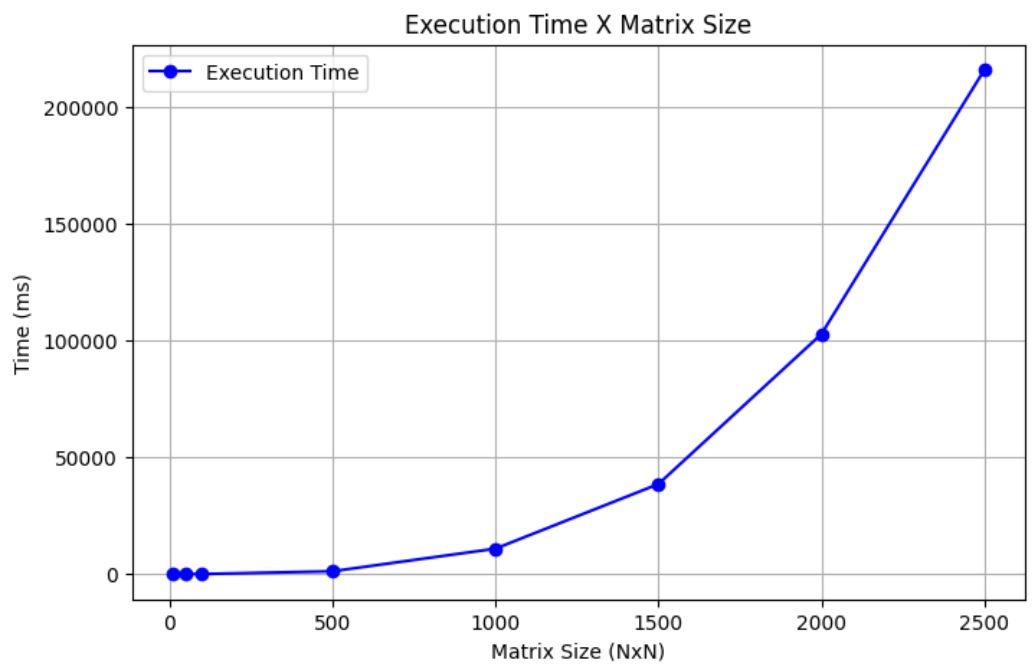 Execution Time X Matrix Size
Execution Time
200000
150000
100000
50000
0
Time (ms)
0 500 1000 1500 2000 2500
Matrix Size (NxN)